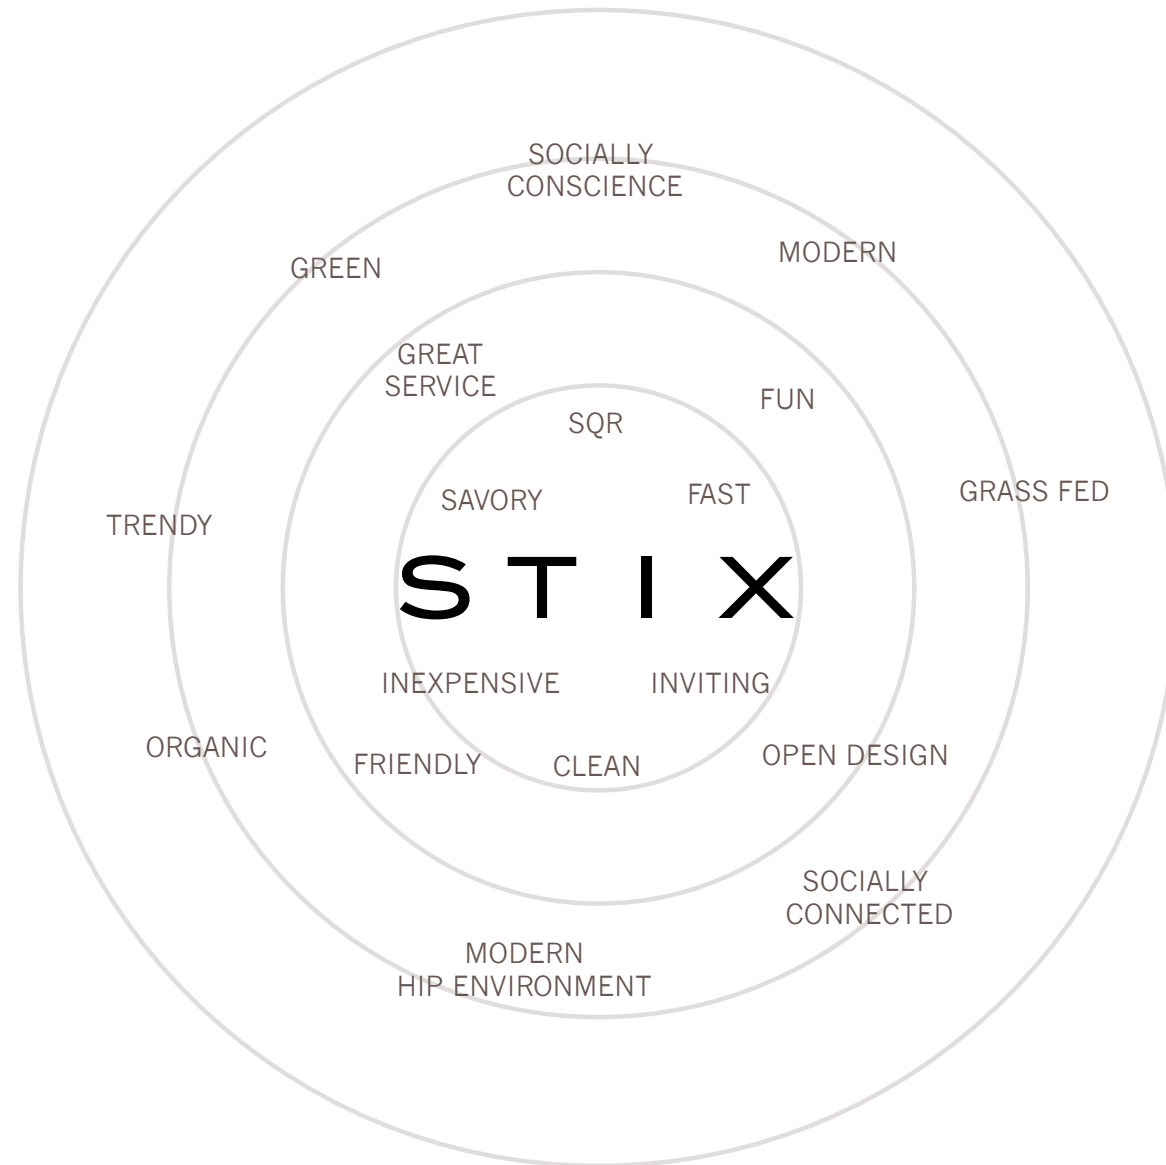 SOCIALLY
CONSCIENCE
MODERN
GREEN
GREAT
SERVICE
FUN
SQR
GRASS FED
FAST
SAVORY
TRENDY
STIX
INEXPENSIVE
INVITING
ORGANIC
OPEN DESIGN
FRIENDLY
CLEAN
SOCIALLY
CONNECTED
MODERN
HIP ENVIRONMENT